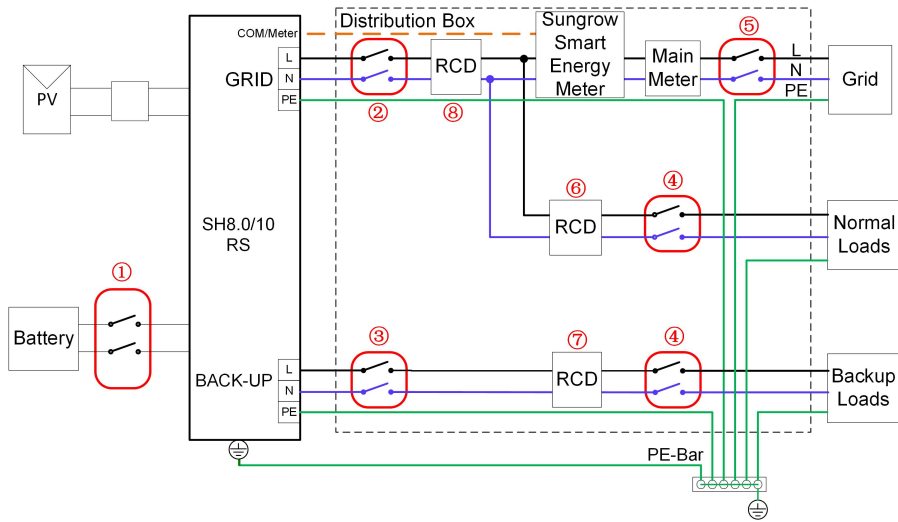 Distribution Box
COM/Meter
Sungrow
Smart
Energy
Meter
⑤
L
GRID
N
PE
②
RCD
⑧
Main
Meter
L
N
PE
Grid
PV
⑥
RCD
④
Normal
Loads
SH8.0/10
RS
①
Battery
③
⑦
④
BACK-UP
L
N
PE
RCD
Backup
Loads
PE-Bar